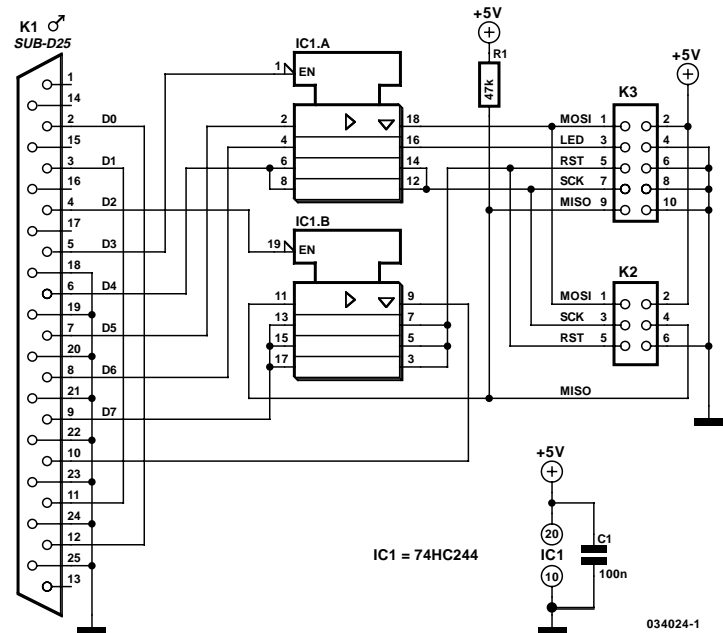 K1
SUB-D25
1
14
2 D0
15
3 D1
16
4 D2
17
5 D3
18
6 D4
19
7 D5
20
8 D6
21
9 D7
22
10
23
11
24
12
25
13
IC1.A
1 EN
2 18
4 16
6 14
8 12
IC1.B
19 EN
11 9
13 7
15 5
17 3
+5V
R1
47k
+5V
K3
MOSI 1 2
LED 3 4
RST 5 6
SCK 7 8
MISO 9 10
K2
MOSI 1 2
SCK 3 4
RST 5 6
MISO
+5V
20
IC1
10
C1
100n
IC1 = 74HC244
034024-1